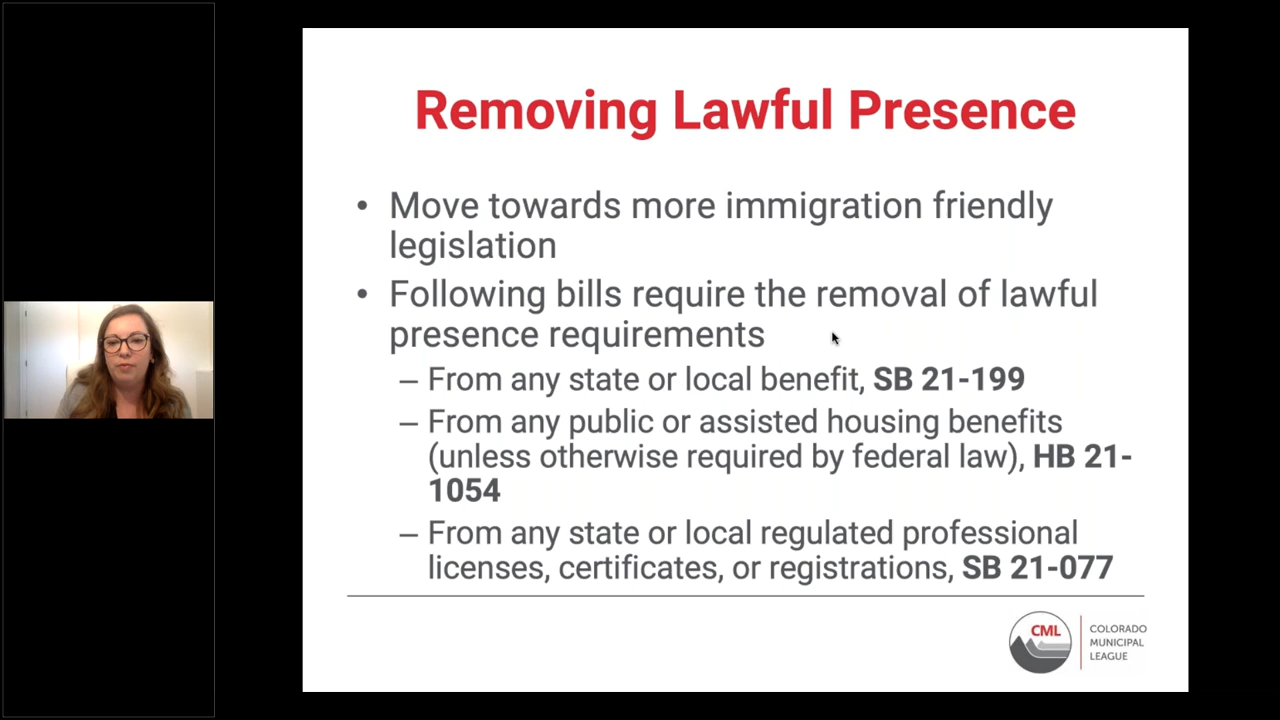 Removing Lawful Presence
• Move towards more immigration friendly
legislation
• Following bills require the removal of lawful
presence requirements
– From any state or local benefit, SB 21-199
– From any public or assisted housing benefits
(unless otherwise required by federal law), HB 21-
1054
– From any state or local regulated professional
licenses, certificates, or registrations, SB 21-077
CML
COLORADO
MUNICIPAL
LEAGUE